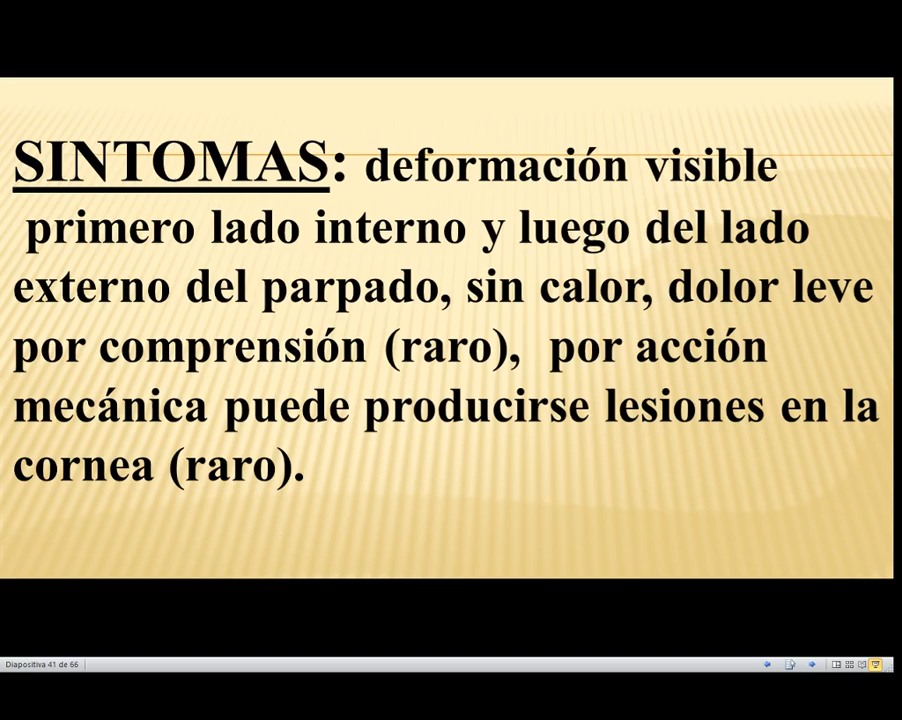 SINTOMAS: deformación visible
primero lado interno y luego del lado
externo del parpado, sin calor, dolor leve
por comprensión (raro), por acción
mecánica puede producirse lesiones en la
cornea (raro).
Diapositiva 41 de 66